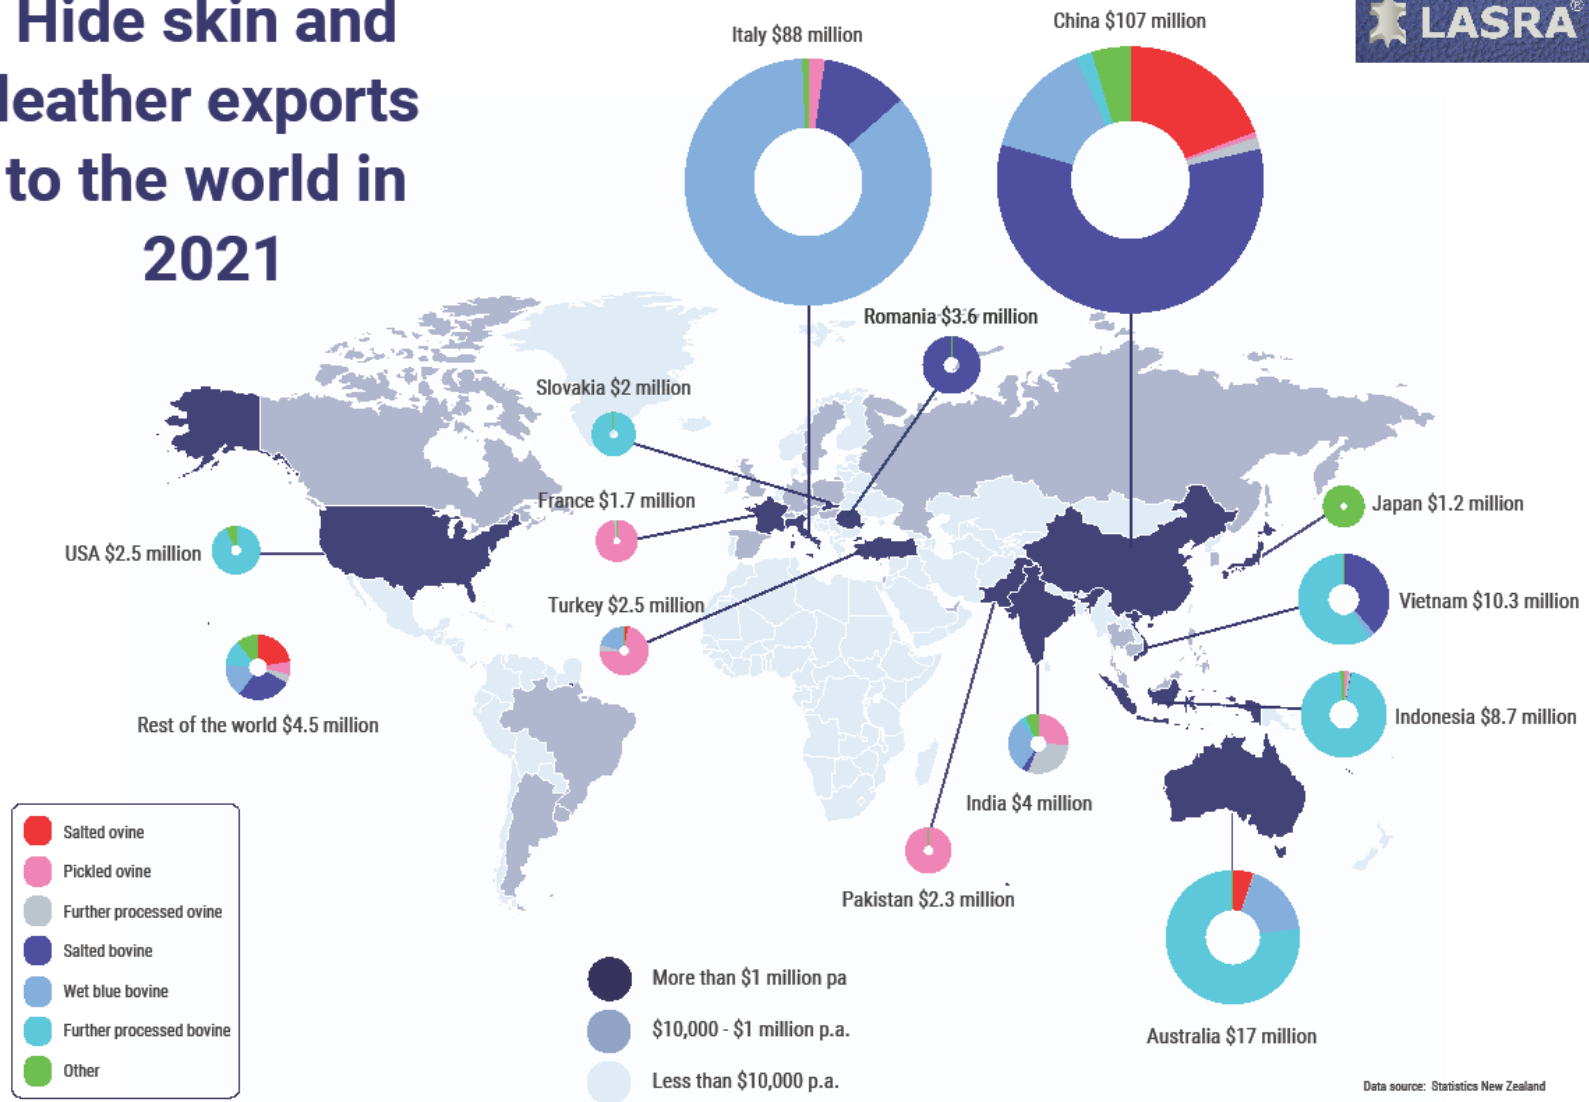 Hide skin and
leather exports
to the world in
2021
LASRA®
Italy $88 million
China $107 million
Romania $3.6 million
Slovakia $2 million
France $1.7 million
Japan $1.2 million
USA $2.5 million
Turkey $2.5 million
Vietnam $10.3 million
Rest of the world $4.5 million
Indonesia $8.7 million
India $4 million
Pakistan $2.3 million
Australia $17 million
Salted ovine
Pickled ovine
Further processed ovine
Salted bovine
Wet blue bovine
Further processed bovine
Other
More than $1 million pa
$10,000 - $1 million p.a.
Less than $10,000 p.a.
Data source: Statistics New Zealand